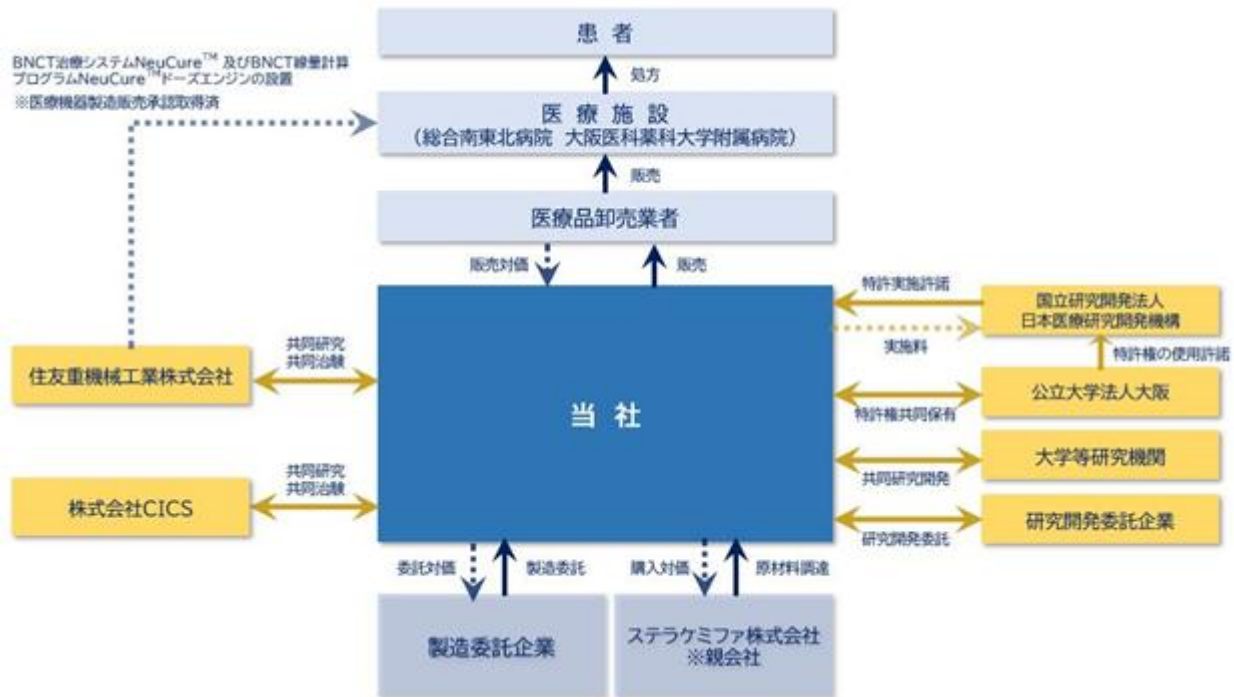 患者
処方
BNCT治療システムNeuCure™ 及びBNCT線量計算
プログラムNeuCure™ドーズエンジンの設置
※医療機器製造販売承認取得済
医療施設
（総合南東北病院 大阪医科薬科大学附属病院）
販売
医療品卸売業者
販売対価
販売
特許実施許諾
国立研究開発法人
日本医療研究開発機構
実施料
特許権の使用許諾
共同研究
共同治験
住友重機械工業株式会社
当社
公立大学法人大阪
特許権共同保有
大学等研究機関
共同研究開発
共同研究
共同治験
株式会社CICS
研究開発委託企業
研究開発委託
委託対価
製造委託
購入対価
原材料調達
製造委託企業
ステラケミファ株式会社
※親会社